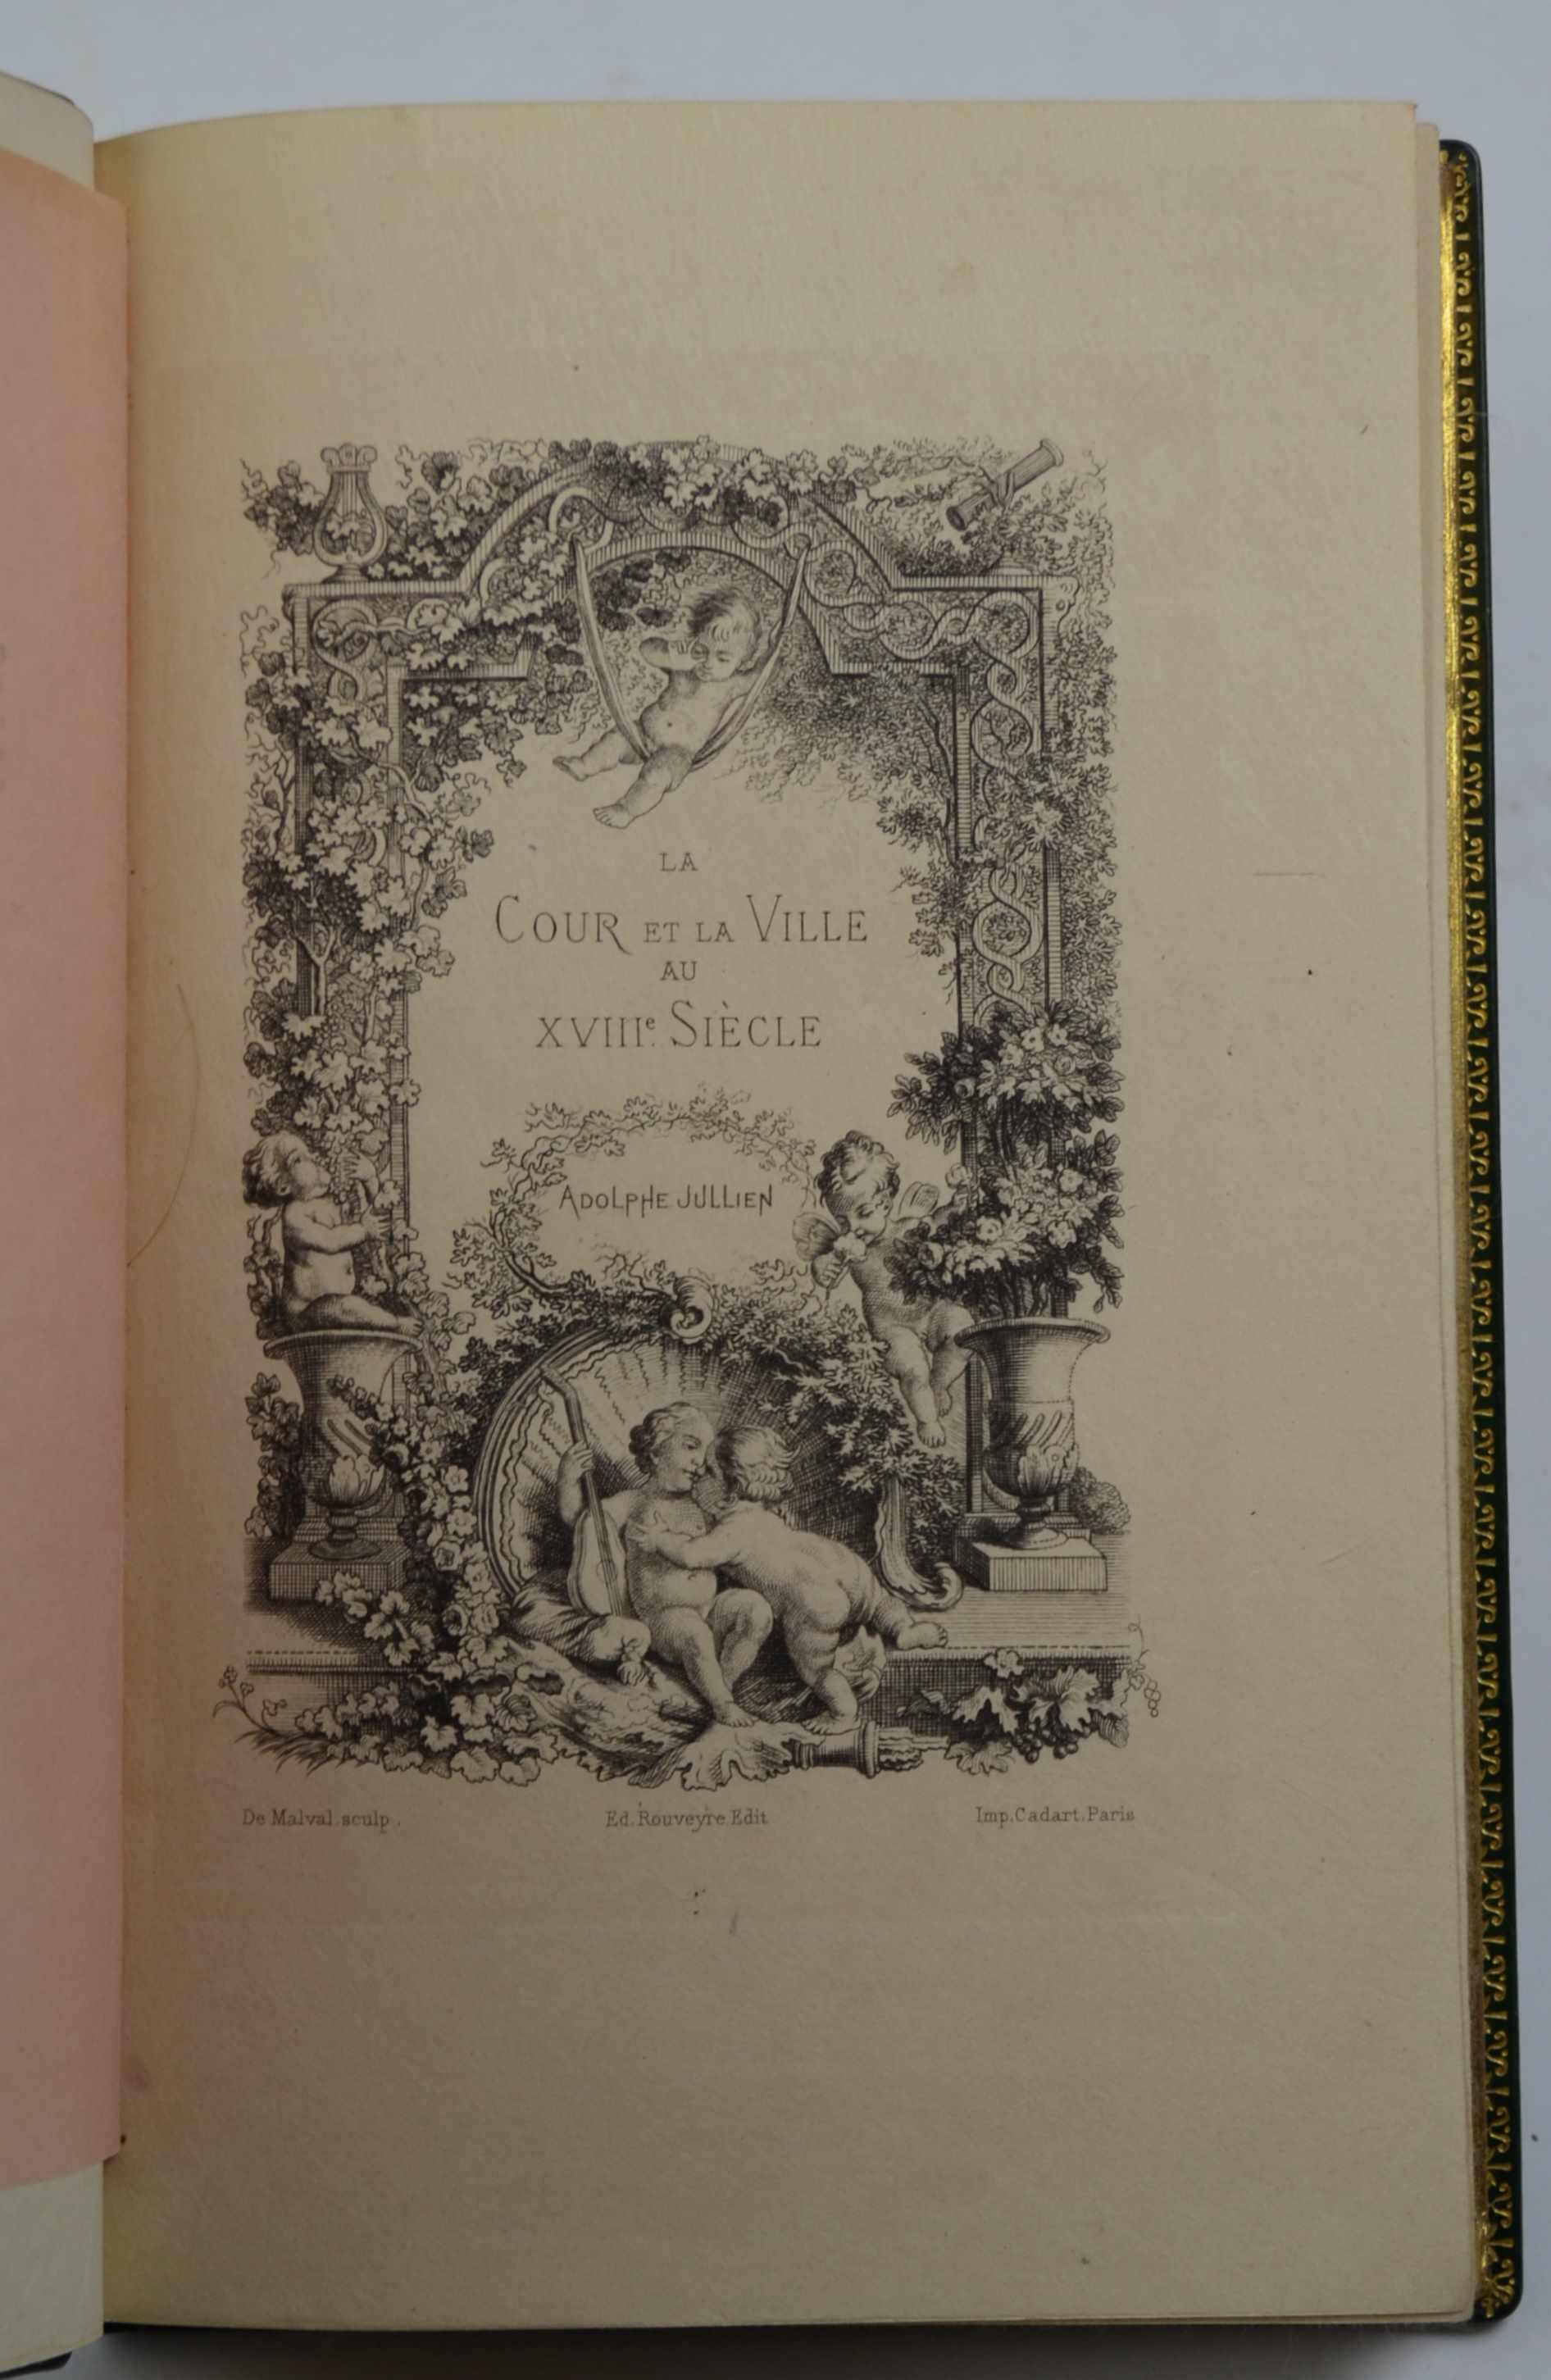 LA
COUR ET LA VILLE
AU
XVIIIe. SIÈCLE
ADOLPHE JULLIEN
De Malval. sculp.
Ed. Rouveyre. Edit
Imp. Cadart. Paris